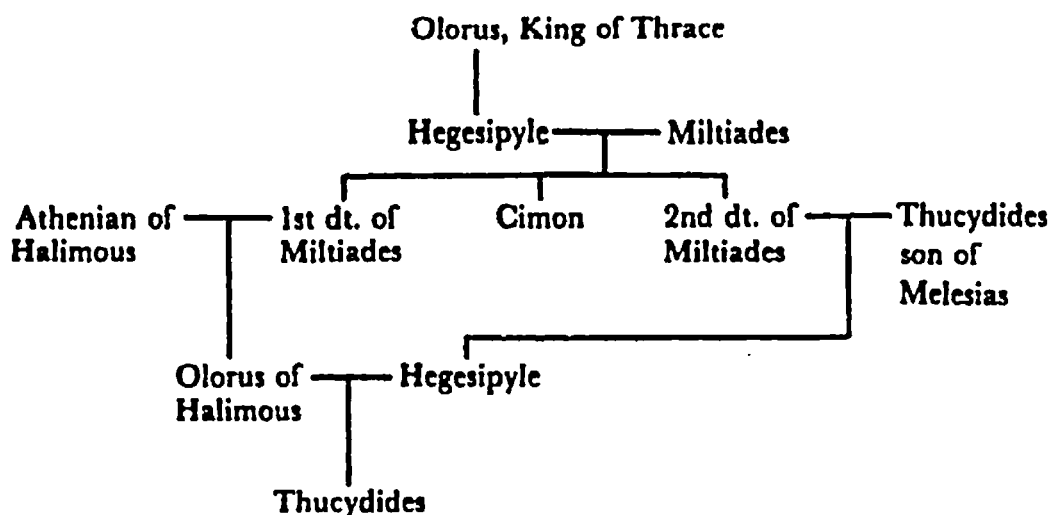 Olorus, King of Thrace
Hegesipyle Miltiades
Athenian of Halimous
1st dt. of Miltiades
Cimon
2nd dt. of Miltiades
Thucydides son of Melesias
Olorus of Halimous
Hegesipyle
Thucydides